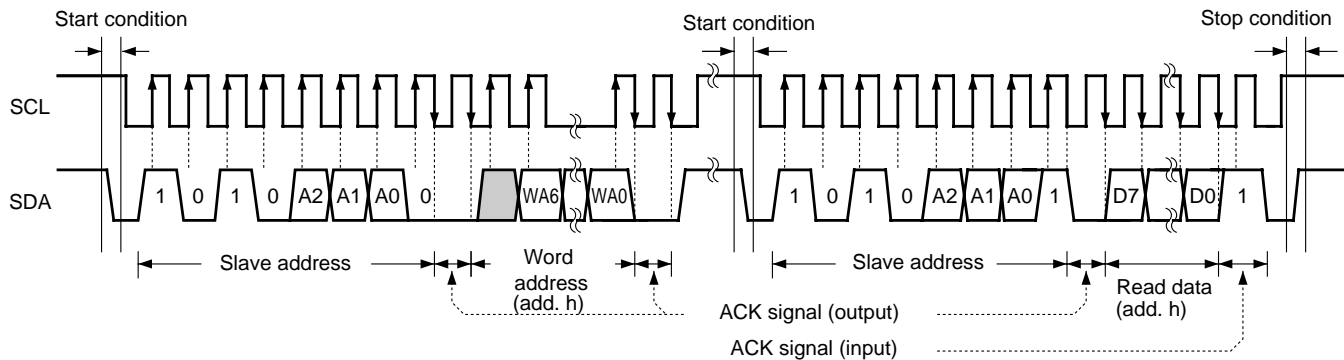 Start condition
Start condition
Stop condition
SCL
SDA
1 0 1 0 A2 A1 A0 0 WA6 WA0 1 0 1 0 A2 A1 A0 1 D7 D0 1
Slave address
Word
address
(add. h)
Slave address
Read data
(add. h)
ACK signal (output)
ACK signal (input)